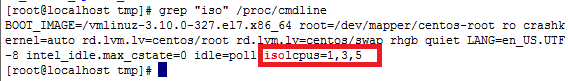 [root@localhost tmp]# grep "iso" /proc/cmdline
BOOT_IMAGE=/vmlinuz-3.10.0-327.el7.x86_64 root=/dev/mapper/centos-root ro crashk
ernel=auto rd.lvm.lv=centos/root rd.lvm.lv=centos/swap rhgb quiet LANG=en_US.UTF
-8 intel_idle.max_cstate=0 idle=poll isolcpus=1,3,5
[root@localhost tmp]#